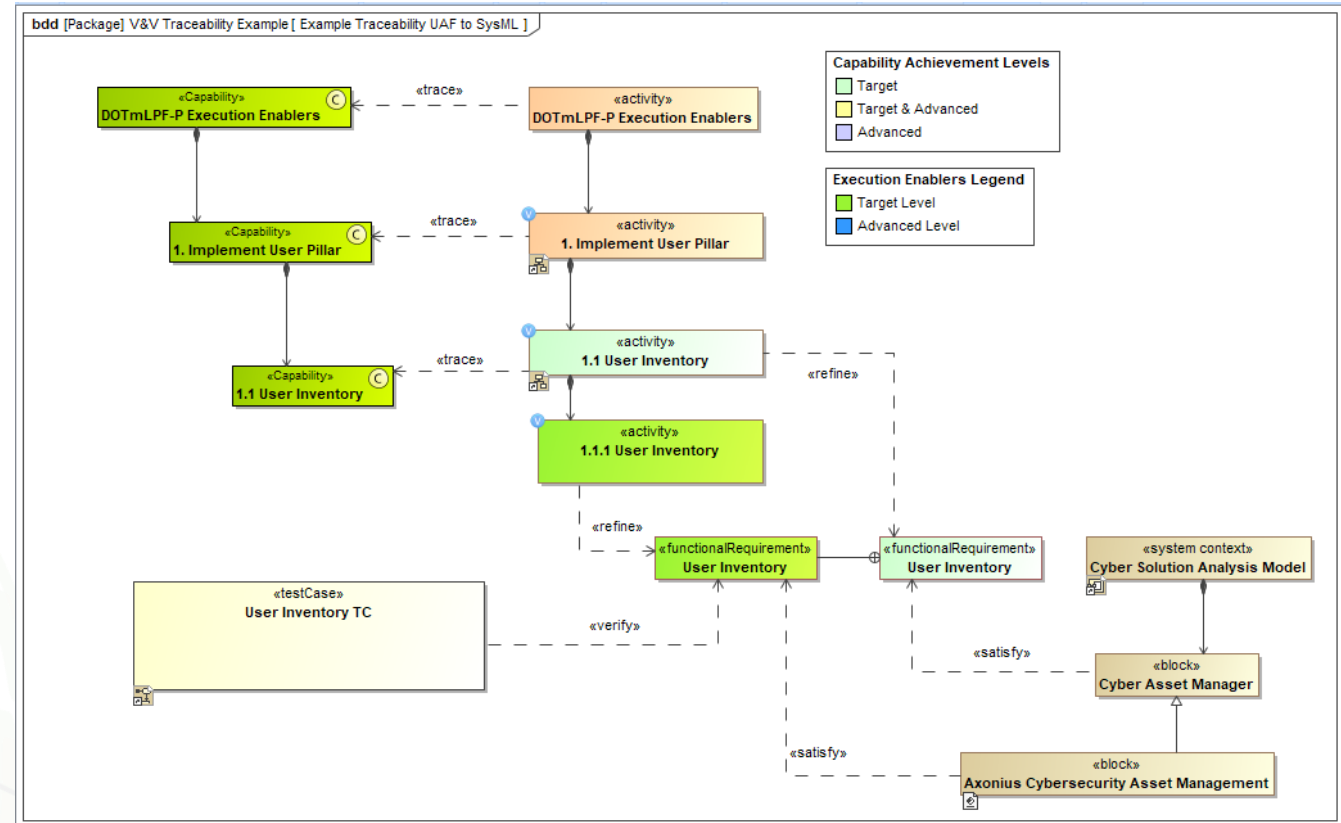 bdd [Package] V&V Traceability Example [ Example Traceability UAF to SysML ]
«Capability»
DOTmLPF-P Execution Enablers
C
«trace»
«activity»
DOTmLPF-P Execution Enablers
Capability Achievement Levels
Target
Target & Advanced
Advanced
Execution Enablers Legend
Target Level
Advanced Level
«Capability»
1. Implement User Pillar
C
«trace»
V
«activity»
1. Implement User Pillar
«Capability»
1.1 User Inventory
C
«trace»
V
«activity»
1.1 User Inventory
«refine»
V
«activity»
1.1.1 User Inventory
«refine»
«functionalRequirement»
User Inventory
«functionalRequirement»
User Inventory
«system context»
Cyber Solution Analysis Model
«testCase»
User Inventory TC
«verify»
«satisfy»
«block»
Cyber Asset Manager
«satisfy»
«block»
Axonius Cybersecurity Asset Management